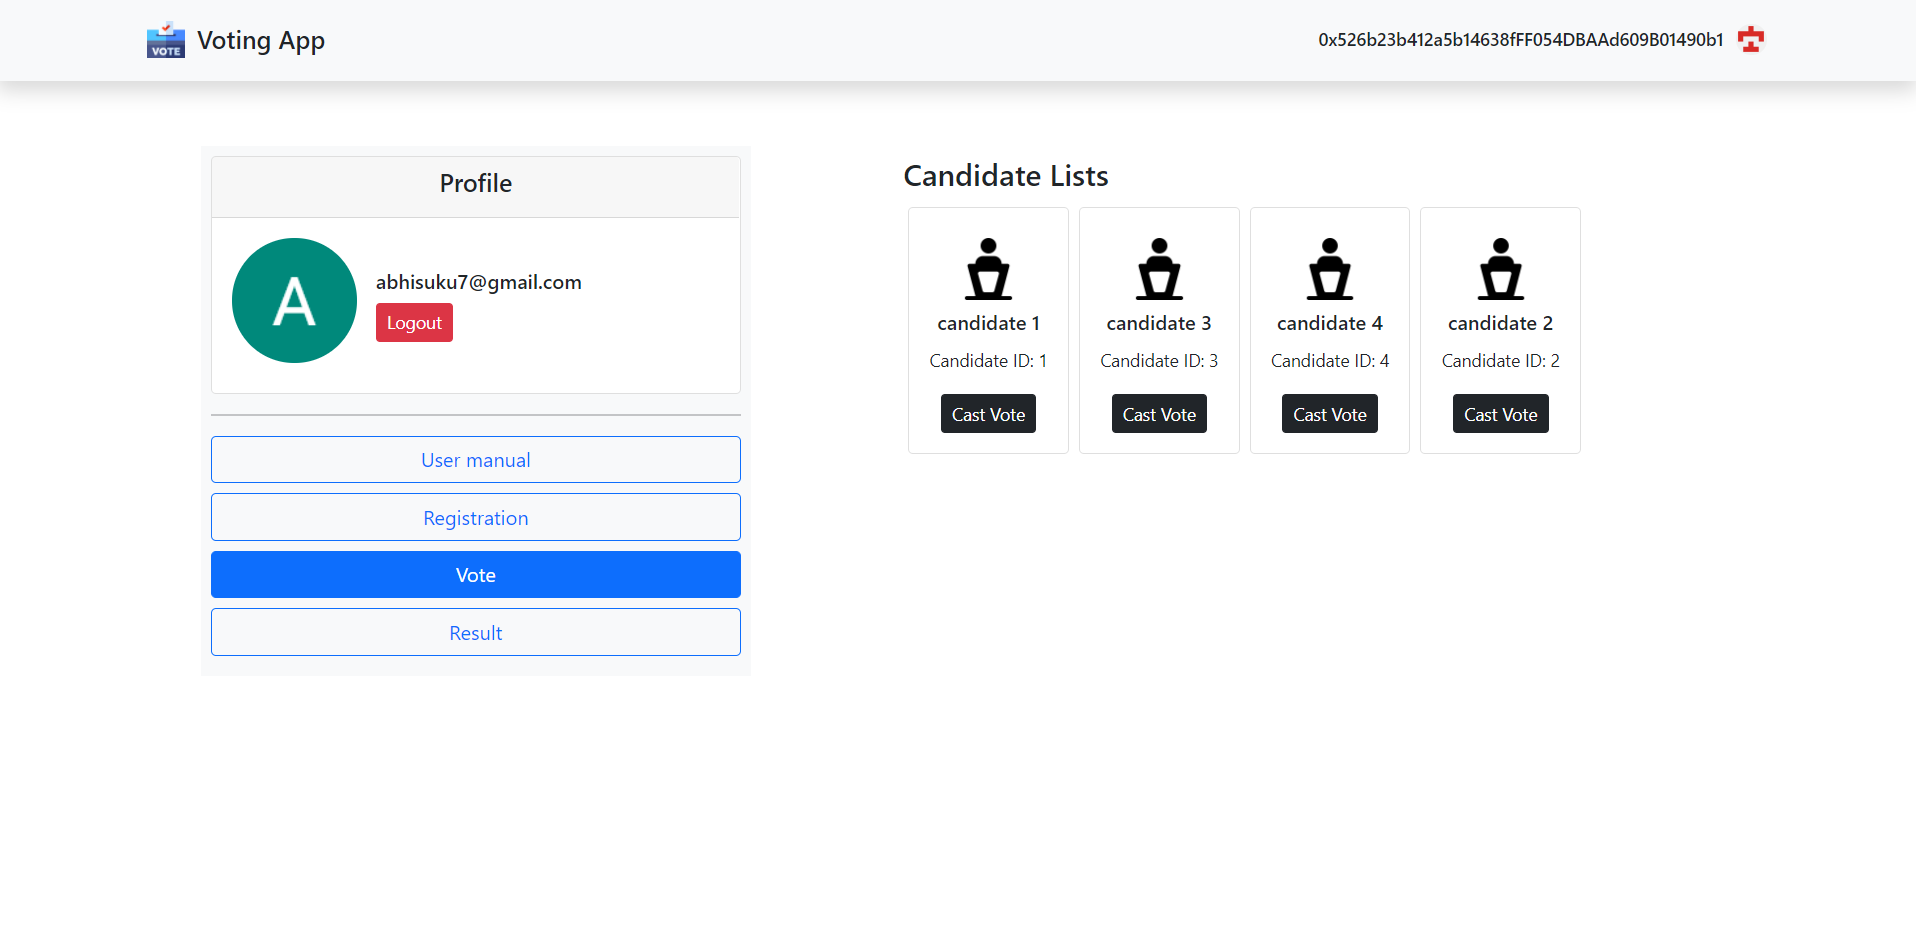 VOTE
Voting App
0x526b23b412a5b14638fFF054DBAAd609B01490b1
Profile
A
abhisuku7@gmail.com
Logout
User manual
Registration
Vote
Result
Candidate Lists
candidate 1
Candidate ID: 1
Cast Vote
candidate 3
Candidate ID: 3
Cast Vote
candidate 4
Candidate ID: 4
Cast Vote
candidate 2
Candidate ID: 2
Cast Vote